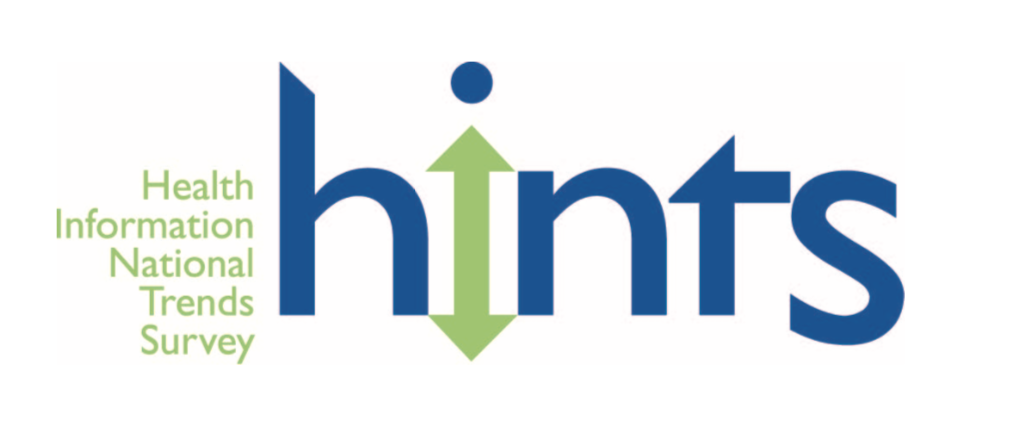 Health
Information
National
Trends
Survey
hints